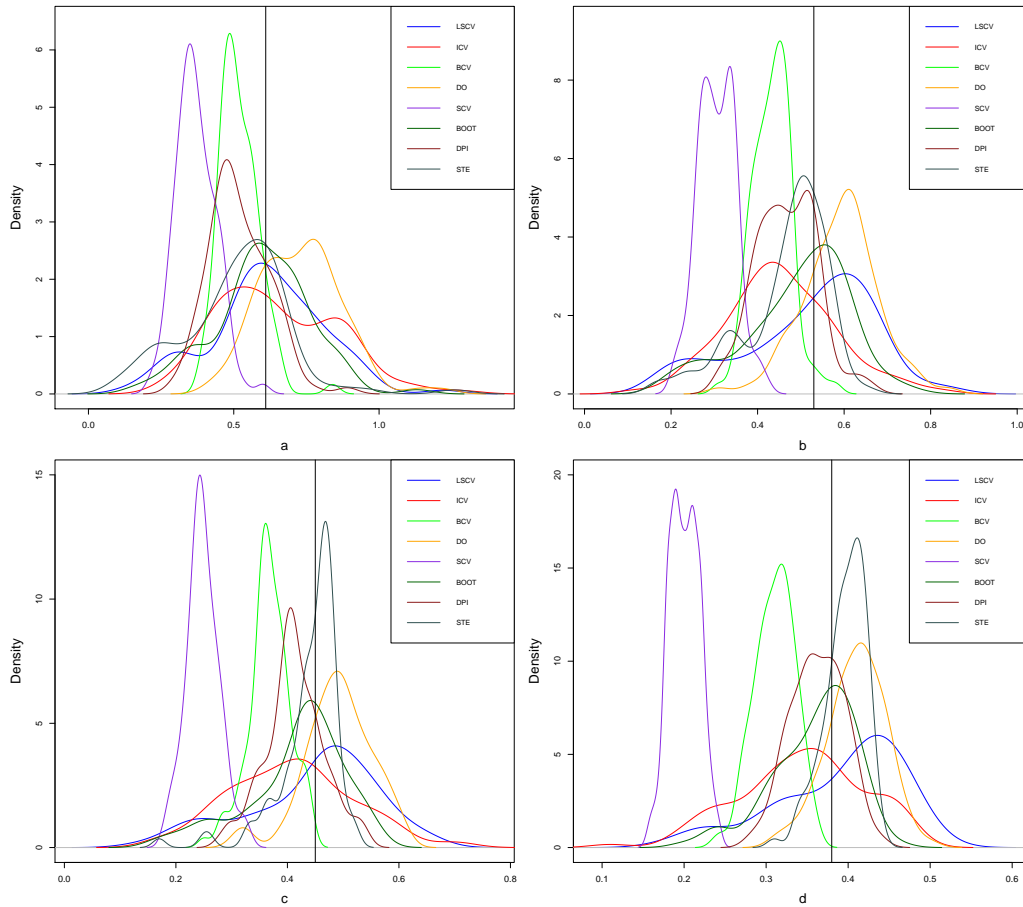 LSCV
ICV
BCV
DO
SCV
BOOT
DPI
STE
Density
0 1 2 3 4 5 6
0.0 0.5 1.0
a
LSCV
ICV
BCV
DO
SCV
BOOT
DPI
STE
Density
0 2 4 6 8
0.0 0.2 0.4 0.6 0.8 1.0
b
LSCV
ICV
BCV
DO
SCV
BOOT
DPI
STE
Density
0 5 10 15
0.0 0.2 0.4 0.6 0.8
c
LSCV
ICV
BCV
DO
SCV
BOOT
DPI
STE
Density
0 5 10 15 20
0.1 0.2 0.3 0.4 0.5 0.6
d